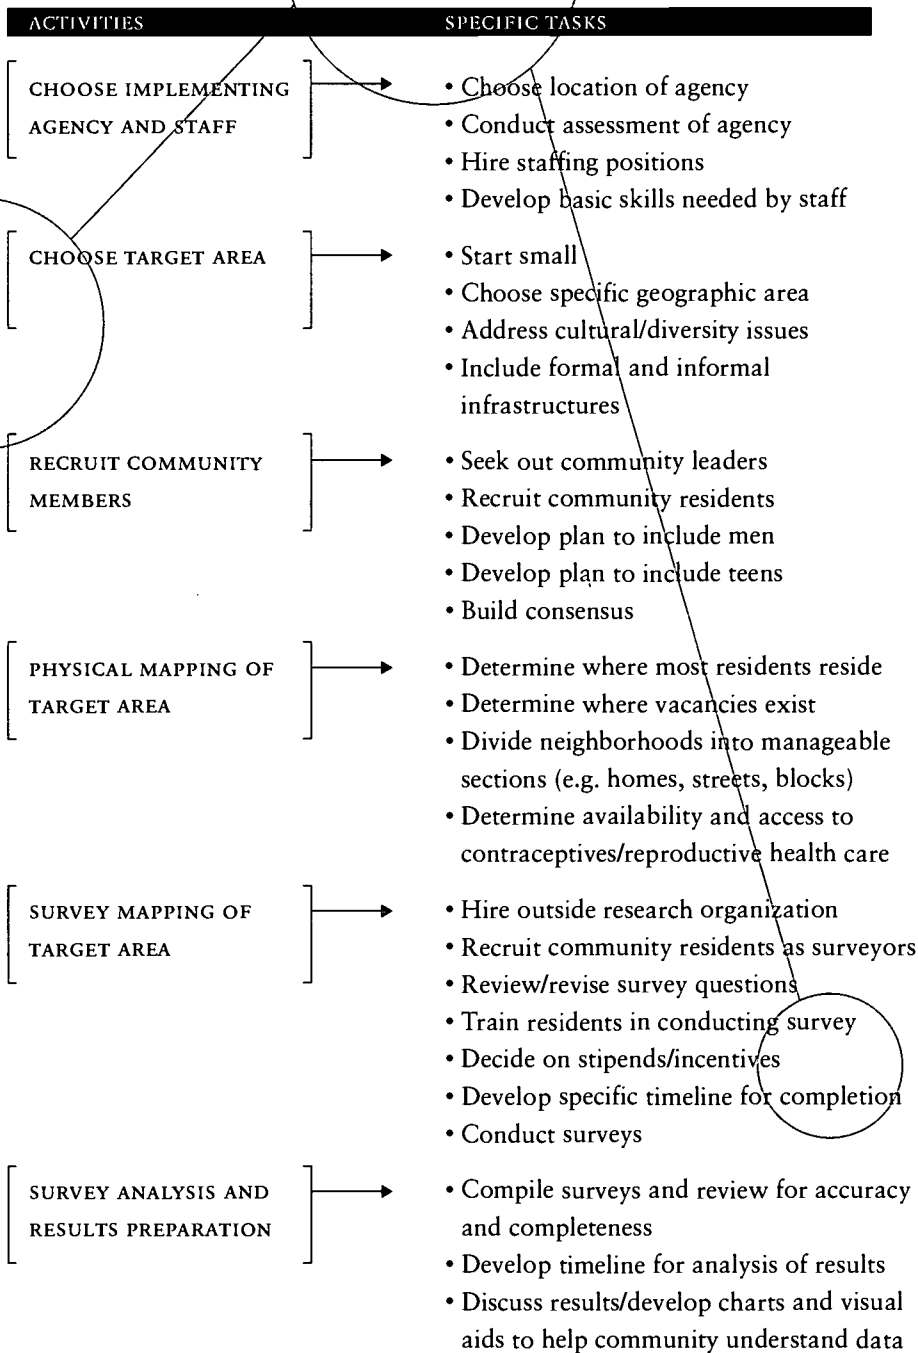 ACTIVITIES
SPECIFIC TASKS
CHOOSE IMPLEMENTING
AGENCY AND STAFF
• Choose location of agency
• Conduct assessment of agency
• Hire staffing positions
• Develop basic skills needed by staff
CHOOSE TARGET AREA
• Start small
• Choose specific geographic area
• Address cultural/diversity issues
• Include formal and informal
infrastructures
RECRUIT COMMUNITY
MEMBERS
• Seek out community leaders
• Recruit community residents
• Develop plan to include men
• Develop plan to include teens
• Build consensus
PHYSICAL MAPPING OF
TARGET AREA
• Determine where most residents reside
• Determine where vacancies exist
• Divide neighborhoods into manageable
sections (e.g. homes, streets, blocks)
• Determine availability and access to
contraceptives/reproductive health care
SURVEY MAPPING OF
TARGET AREA
• Hire outside research organization
• Recruit community residents as surveyors
• Review/revise survey questions
• Train residents in conducting survey
• Decide on stipends/incentives
• Develop specific timeline for completion
• Conduct surveys
SURVEY ANALYSIS AND
RESULTS PREPARATION
• Compile surveys and review for accuracy
and completeness
• Develop timeline for analysis of results
• Discuss results/develop charts and visual
aids to help community understand data